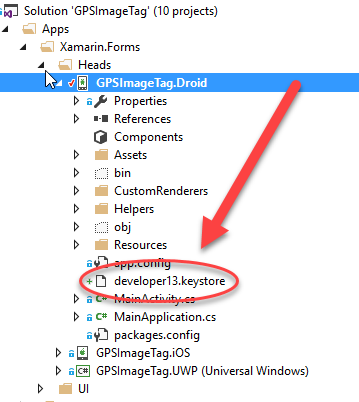 Solution 'GPSImageTag' (10 projects)
Apps
Xamarin.Forms
Heads
GPSImageTag.Droid
Properties
References
Components
Assets
bin
CustomRenderers
Helpers
obj
Resources
app.config
developer13.keystore
MainActivity.cs
MainApplication.cs
packages.config
GPSImageTag.iOS
GPSImageTag.UWP (Universal Windows)
UI